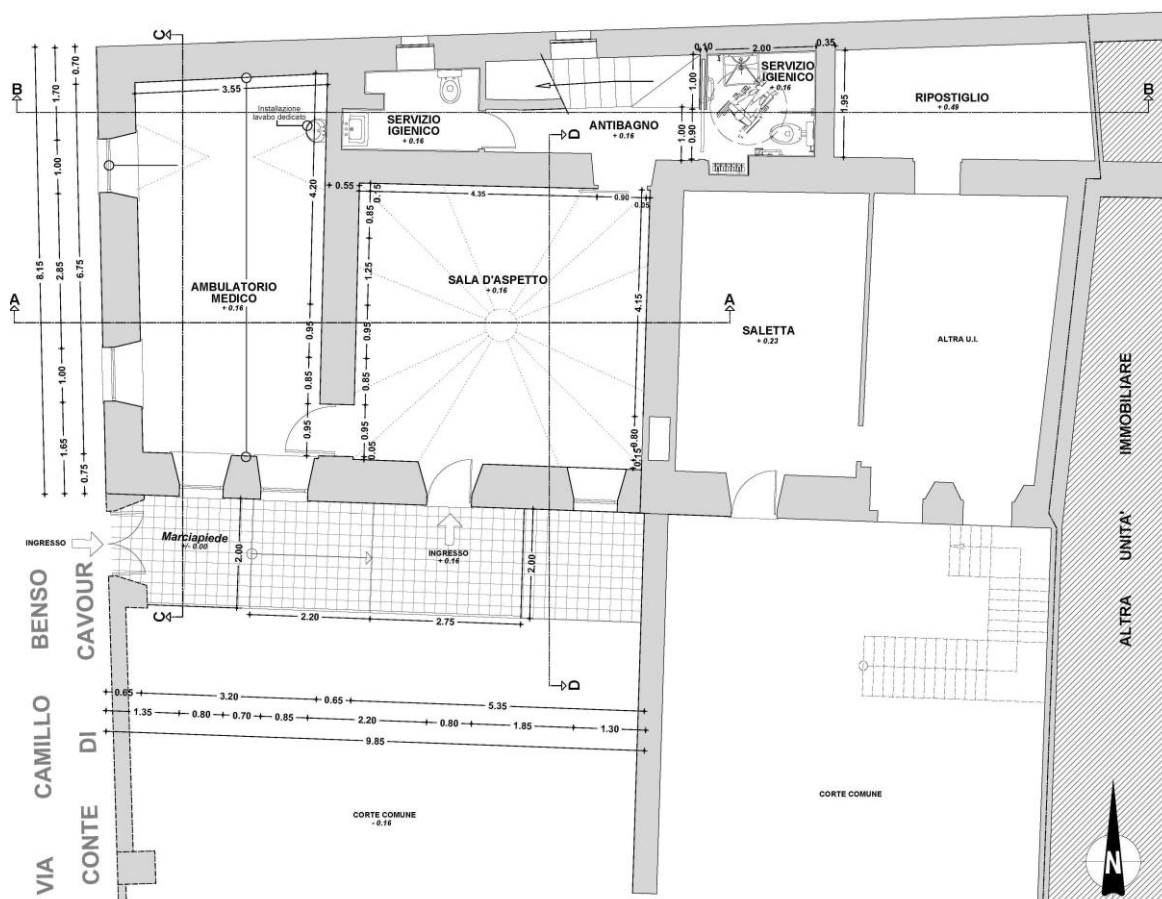 C
C
B
B
A
A
D
D
0.70
1.70
1.00
2.85
1.00
1.65
8.15
6.75
0.75
3.55
Installazione
lavabo dedicato
4.20
0.95
0.85
0.95
AMBULATORIO
MEDICO
+ 0.16
SERVIZIO
IGIENICO
+ 0.16
0.55
0.15
0.85
1.25
0.95
0.85
0.95
0.05
4.35
0.90
0.05
4.15
0.80
0.15
SALA D'ASPETTO
+ 0.16
ANTIBAGNO
+ 0.16
0.10
2.00
0.35
1.00
1.00
0.90
1.95
SERVIZIO
IGIENICO
+ 0.16
RIPOSTIGLIO
+ 0.49
SALETTA
+ 0.23
ALTRA U.I.
ALTRA UNITA' IMMOBILIARE
INGRESSO
Marciapiede
+/- 0.00
2.00
INGRESSO
+ 0.16
2.00
2.20
2.75
0.65
3.20
0.65
5.35
1.35
0.80
0.70
0.85
2.20
0.80
1.85
1.30
9.85
CORTE COMUNE
- 0.16
CORTE COMUNE
VIA CAMILLO BENSO
CONTE DI CAVOUR
N